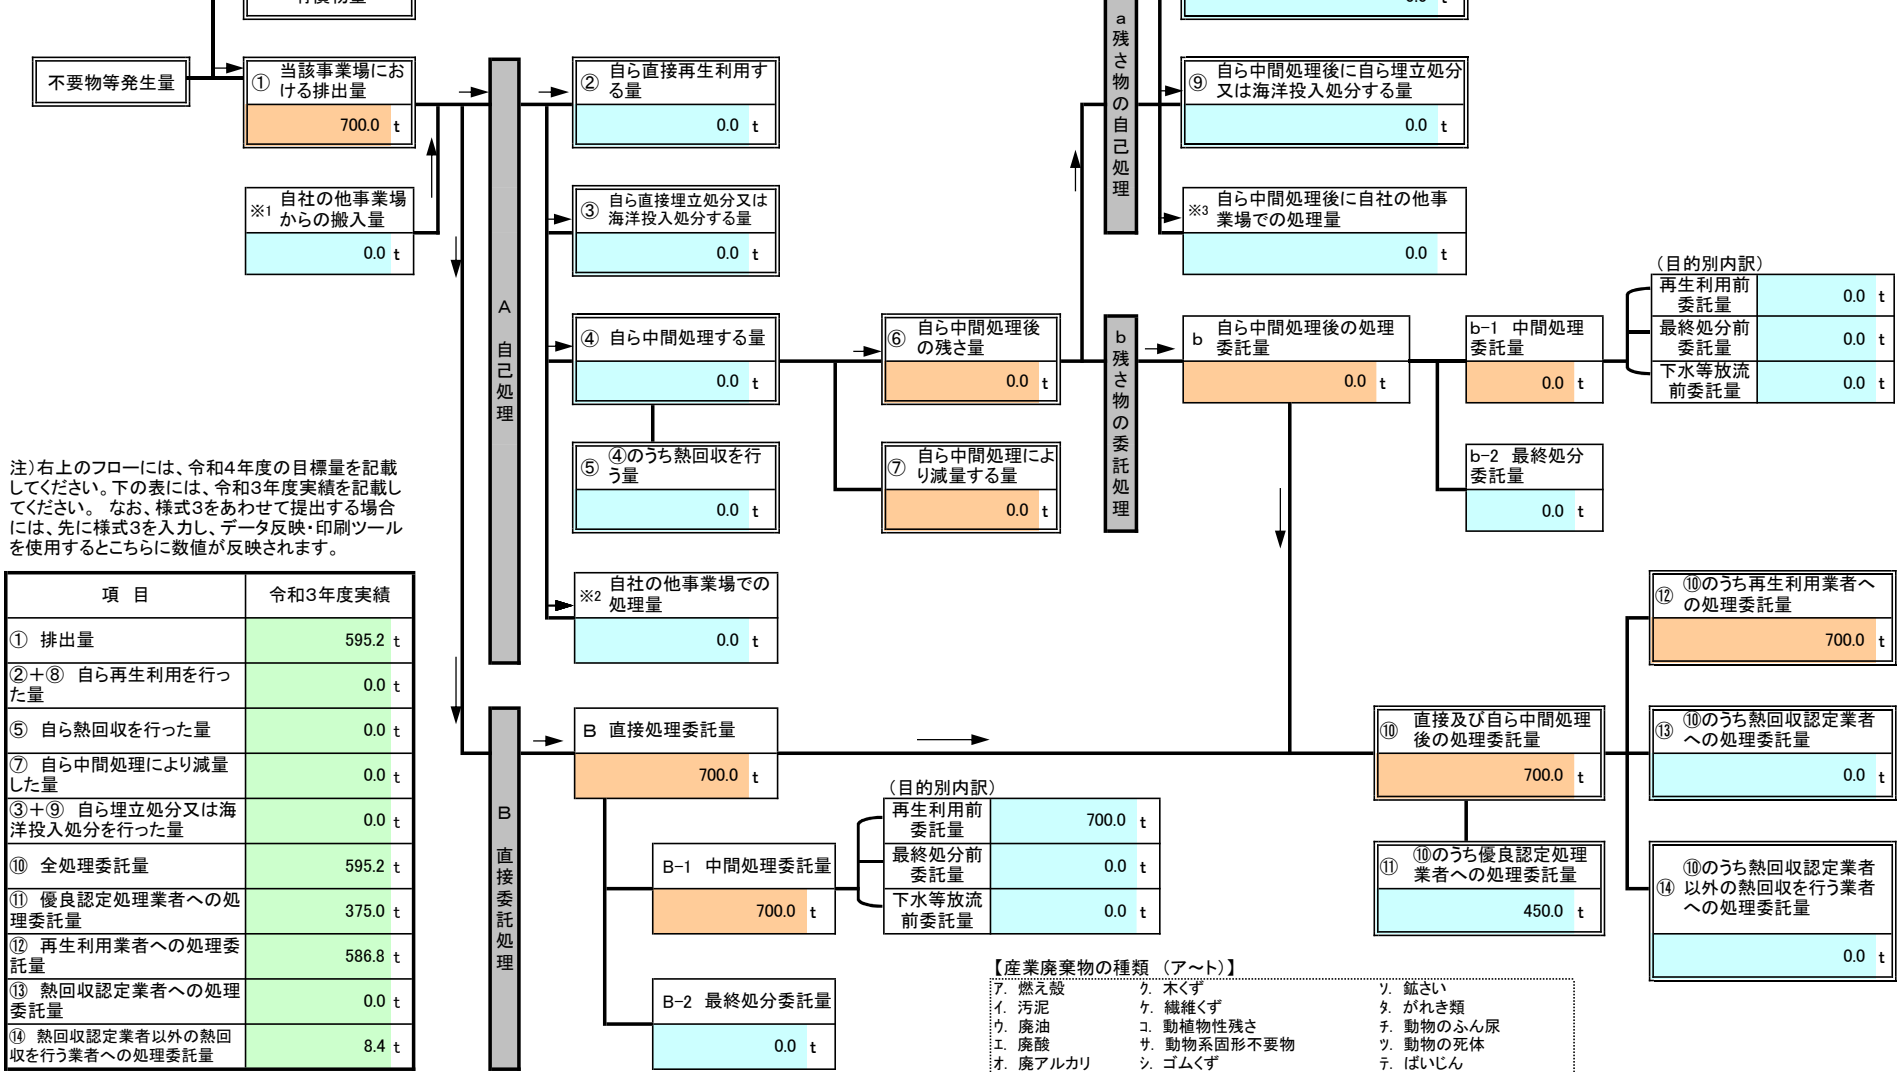 不要物等発生量
① 当該事業場にお
ける排出量
700.0 t
※1 自社の他事業場
からの搬入量
0.0 t
A 自己処理
② 自ら直接再生利用す
る量
0.0 t
③ 自ら直接埋立処分又は
海洋投入処分する量
0.0 t
④ 自ら中間処理する量
0.0 t
⑤ ④のうち熱回収を行
う量
0.0 t
※2 自社の他事業場での
処理量
0.0 t
⑥ 自ら中間処理後
の残さ量
0.0 t
⑦ 自ら中間処理によ
り減量する量
0.0 t
a 残さ物の自己処理
⑨ 自ら中間処理後に自ら埋立処分
又は海洋投入処分する量
0.0 t
※3 自ら中間処理後に自社の他事
業場での処理量
0.0 t
b 残さ物の委託処理
b 自ら中間処理後の処理
委託量
0.0 t
b-1 中間処理
委託量
0.0 t
(目的別内訳)
再生利用前
委託量
0.0 t
最終処分前
委託量
0.0 t
下水等放流
前委託量
0.0 t
b-2 最終処分
委託量
0.0 t
注)右上のフローには、令和4年度の目標量を記載
してください。下の表には、令和3年度実績を記載し
てください。 なお、様式3をあわせて提出する場合
には、先に様式3を入力し、データ反映・印刷ツール
を使用するとこちらに数値が反映されます。
項 目 令和3年度実績
① 排出量 595.2 t
②+⑧ 自ら再生利用を行っ
た量 0.0 t
⑤ 自ら熱回収を行った量 0.0 t
⑦ 自ら中間処理により減量
した量 0.0 t
③+⑨ 自ら埋立処分又は海
洋投入処分を行った量 0.0 t
⑩ 全処理委託量 595.2 t
⑪ 優良認定処理業者への処
理委託量 375.0 t
⑫ 再生利用業者への処理委
託量 586.8 t
⑬ 熱回収認定業者への処理
委託量 0.0 t
⑭ 熱回収認定業者以外の熱回
収を行う業者への処理委託量 8.4 t
B 直接委託処理
B 直接処理委託量
700.0 t
B-1 中間処理委託量
700.0 t
(目的別内訳)
再生利用前
委託量
700.0 t
最終処分前
委託量
0.0 t
下水等放流
前委託量
0.0 t
B-2 最終処分委託量
0.0 t
⑩ 直接及び自ら中間処理
後の処理委託量
700.0 t
⑪ ⑩のうち優良認定処理
業者への処理委託量
450.0 t
⑫ ⑩のうち再生利用業者へ
の処理委託量
700.0 t
⑬ ⑩のうち熱回収認定業者
への処理委託量
0.0 t
⑭ ⑩のうち熱回収認定業者
以外の熱回収を行う業者
への処理委託量
0.0 t
【産業廃棄物の種類 (ア~ト)】
ア. 燃え殻 ク. 木くず ソ. 鉱さい
イ. 汚泥 ケ. 繊維くず タ. がれき類
ウ. 廃油 コ. 動植物性残さ チ. 動物のふん尿
エ. 廃酸 サ. 動物系固形不要物 ツ. 動物の死体
オ. 廃アルカリ シ. ゴムくず テ. ばいじん